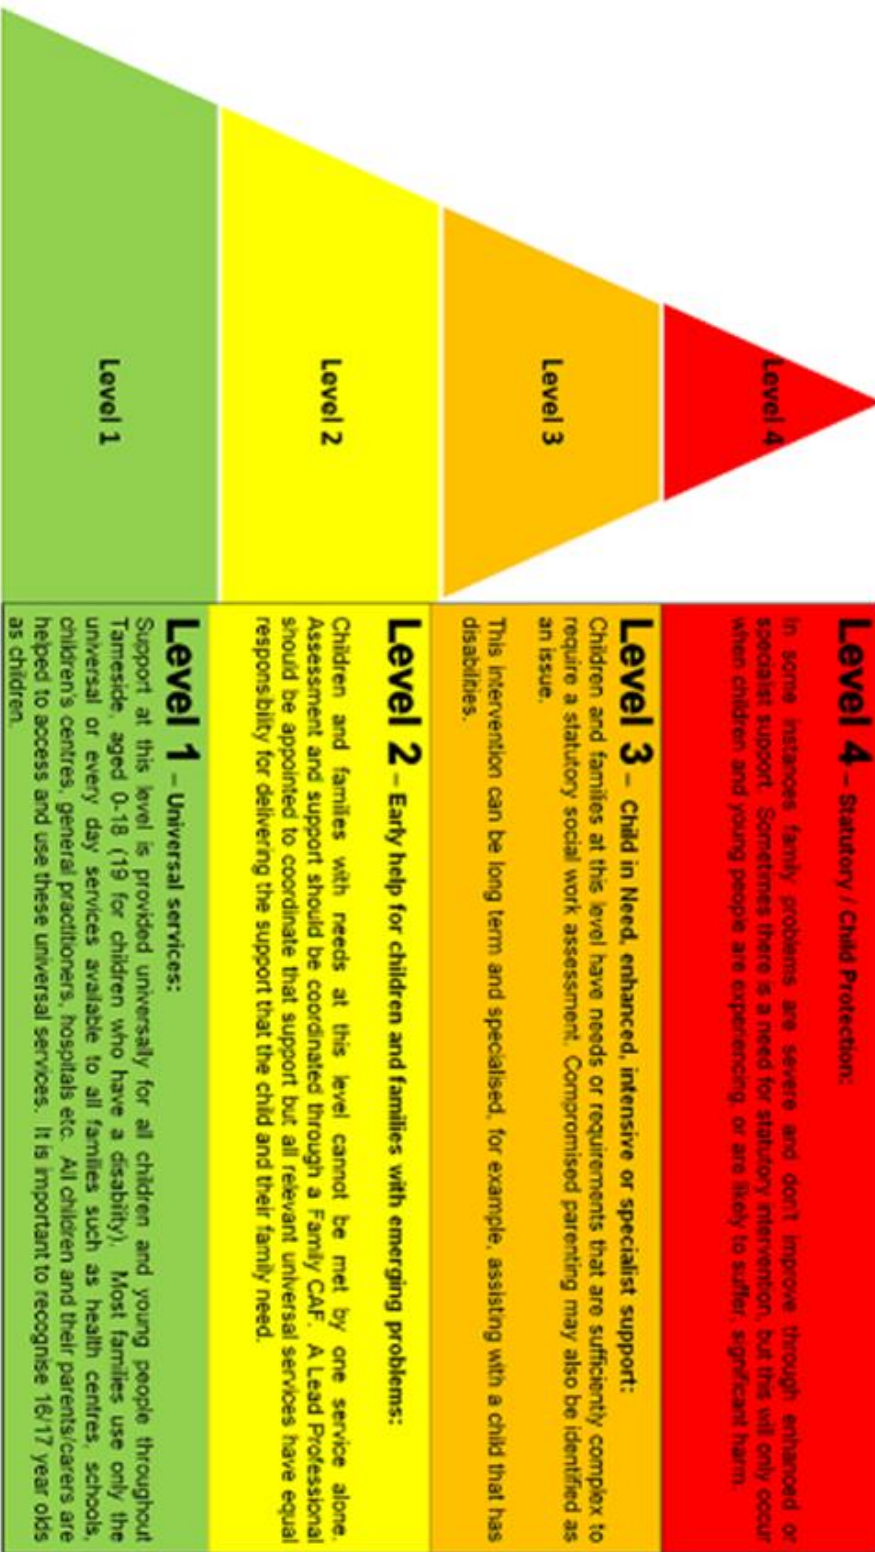 Level 4
Level 3
Level 2
Level 1
Level 4 – Statutory / Child Protection:
In some instances family problems are severe and don't improve through enhanced or
specialist support. Sometimes there is a need for statutory intervention, but this will only occur
when children and young people are experiencing, or are likely to suffer, significant harm.
Level 3 – Child in Need, enhanced, intensive or specialist support:
Children and families at this level have needs or requirements that are sufficiently complex to
require a statutory social work assessment. Compromised parenting may also be identified as
an issue.
This intervention can be long term and specialised, for example, assisting with a child that has
disabilities.
Level 2 – Early help for children and families with emerging problems:
Children and families with needs at this level cannot be met by one service alone.
Assessment and support should be coordinated through a Family CAF. A Lead Professional
should be appointed to coordinate that support but all relevant universal services have equal
responsibility for delivering the support that the child and their family need.
Level 1 – Universal services:
Support at this level is provided universally for all children and young people throughout
Tameside, aged 0-18 (19 for children who have a disability). Most families use only the
universal or every day services available to all families such as health centres, schools,
children's centres, general practitioners, hospitals etc. All children and their parents/carers are
helped to access and use these universal services. It is important to recognise 16/17 year olds
as children.